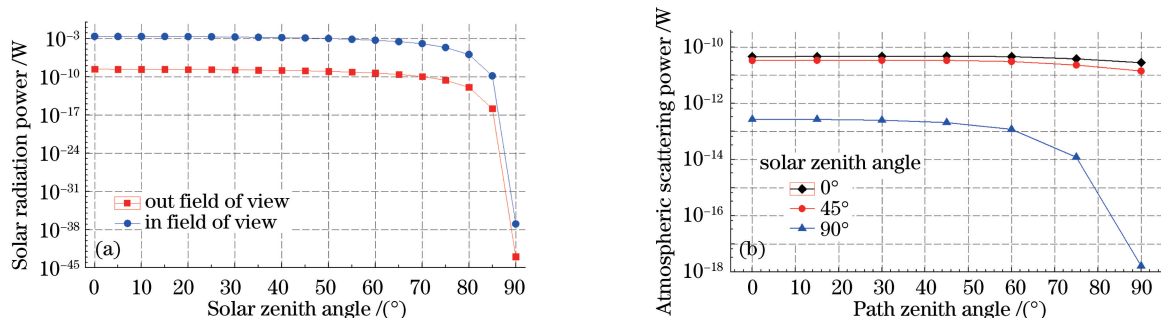 Solar radiation power /W
10⁻³
10⁻¹⁰
10⁻¹⁷
10⁻²⁴
10⁻³¹
10⁻³⁸
10⁻⁴⁵
out field of view
in field of view
(a)
0 10 20 30 40 50 60 70 80 90
Solar zenith angle /(°)
Atmospheric scattering power /W
10⁻¹⁰
10⁻¹²
10⁻¹⁴
10⁻¹⁶
10⁻¹⁸
solar zenith angle
0°
45°
90°
(b)
0 10 20 30 40 50 60 70 80 90
Path zenith angle /(°)